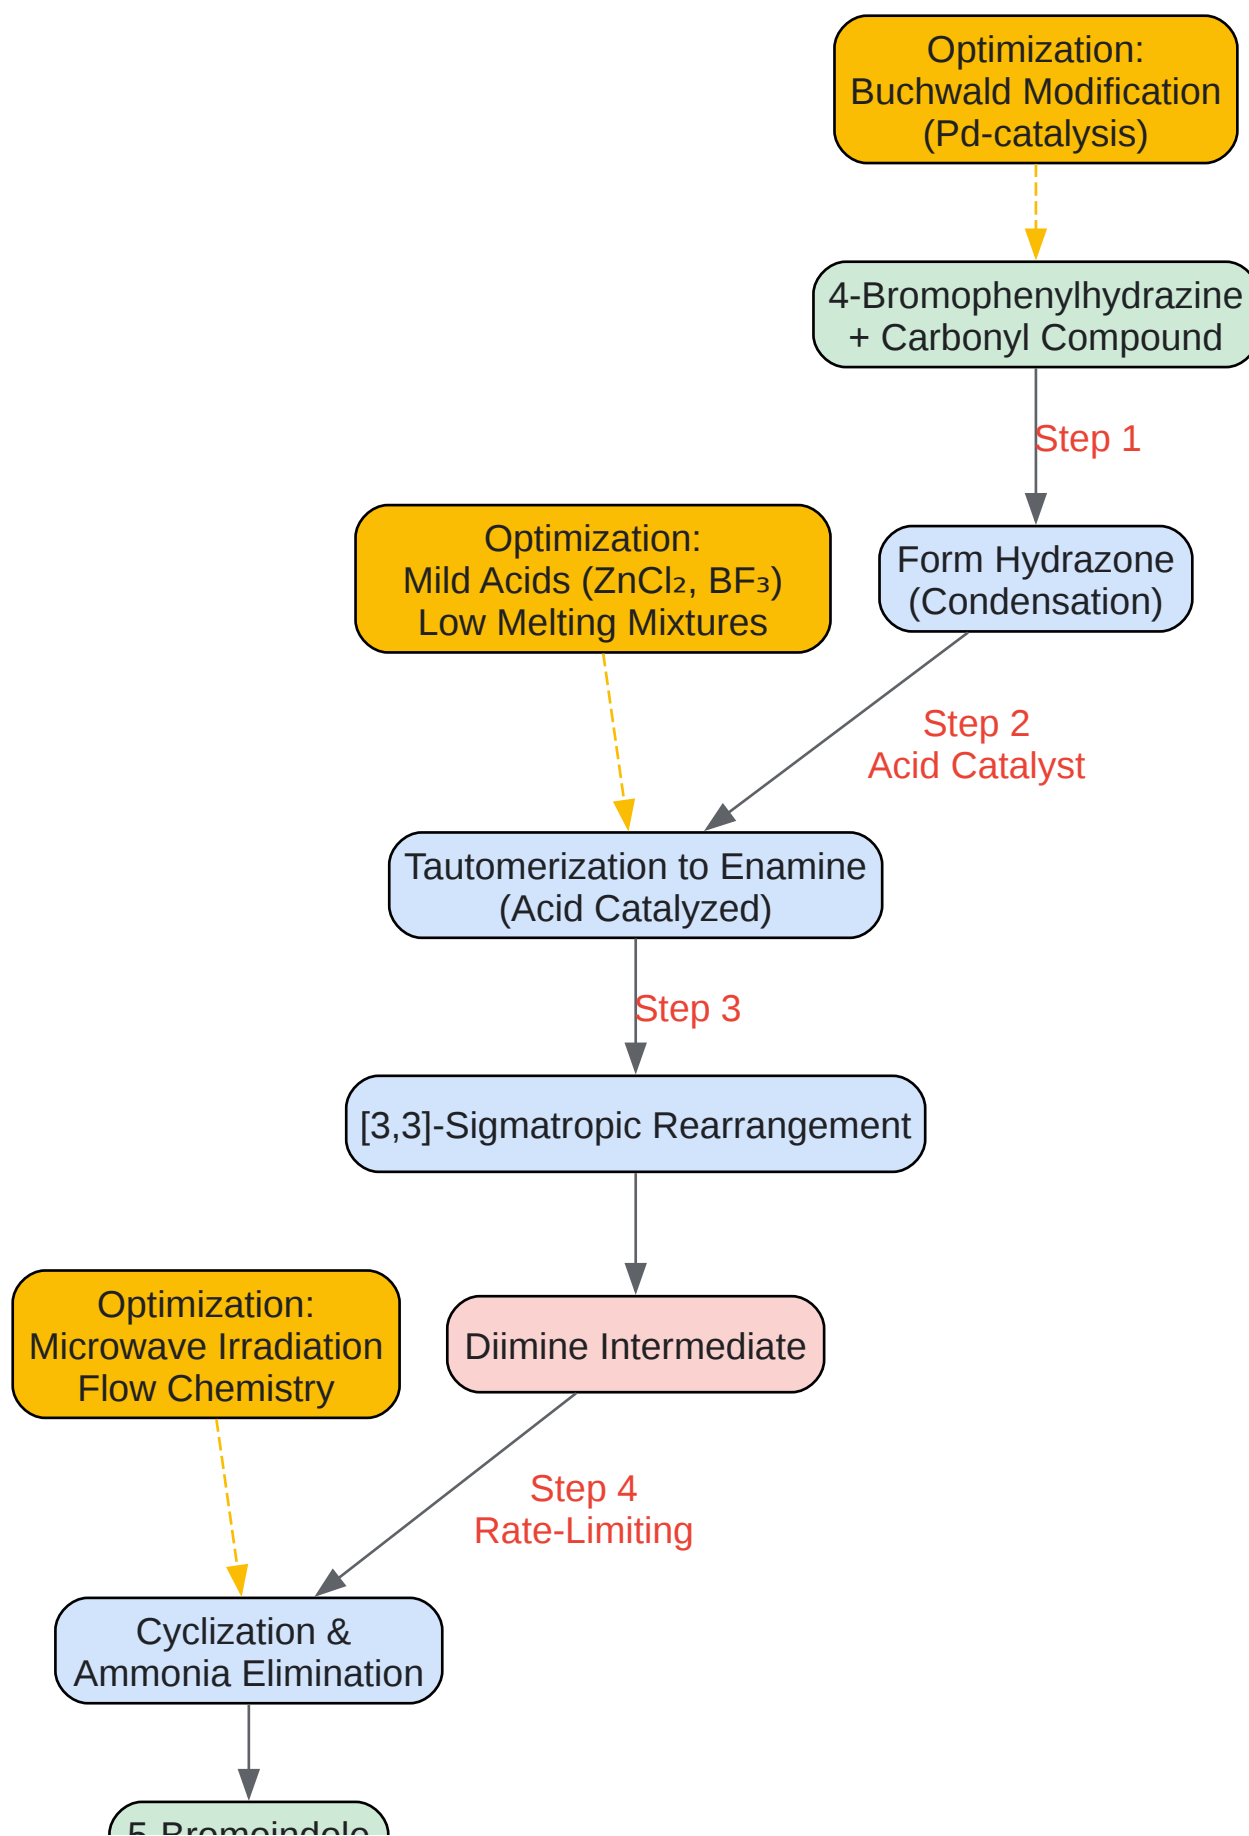 Optimization:
Buchwald Modification
(Pd-catalysis)
4-Bromophenylhydrazine
+ Carbonyl Compound
Step 1
Optimization:
Mild Acids (ZnCl₂, BF₃)
Low Melting Mixtures
Form Hydrazone
(Condensation)
Step 2
Acid Catalyst
Tautomerization to Enamine
(Acid Catalyzed)
Step 3
[3,3]-Sigmatropic Rearrangement
Optimization:
Microwave Irradiation
Flow Chemistry
Diimine Intermediate
Step 4
Rate-Limiting
Cyclization &
Ammonia Elimination
5-Bromoindole